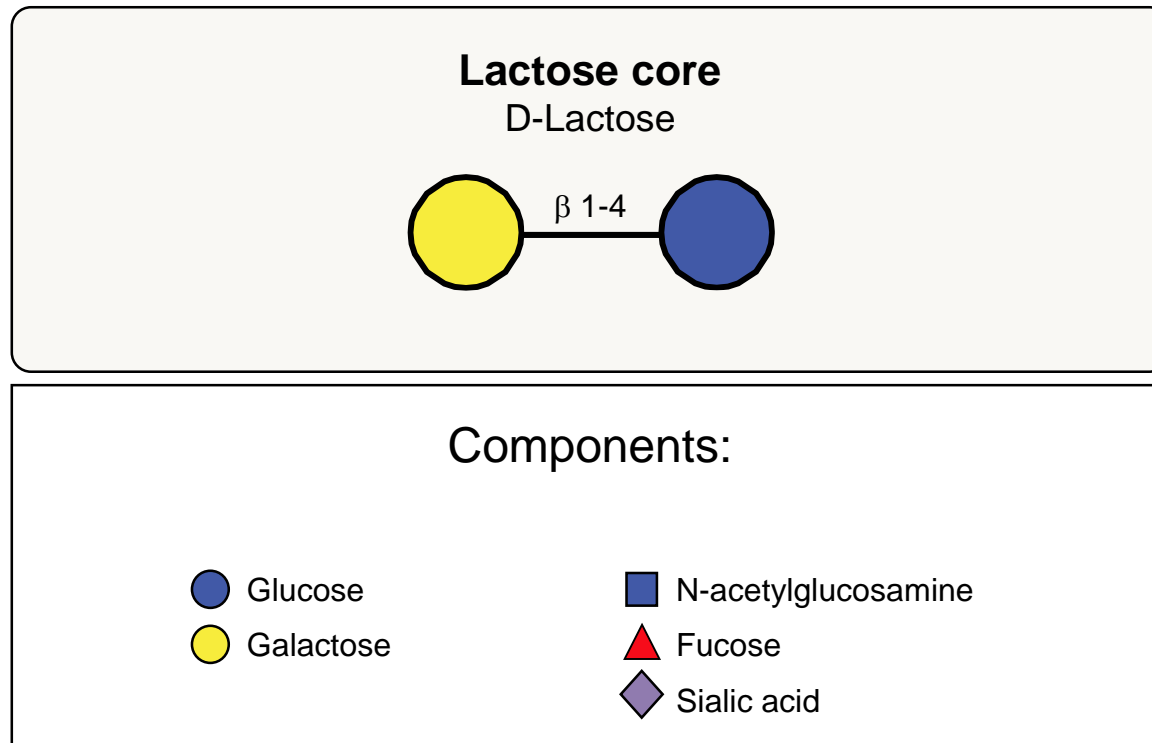 Lactose core
D-Lactose
β 1-4
Components:
Glucose
Galactose
N-acetylglucosamine
Fucose
Sialic acid